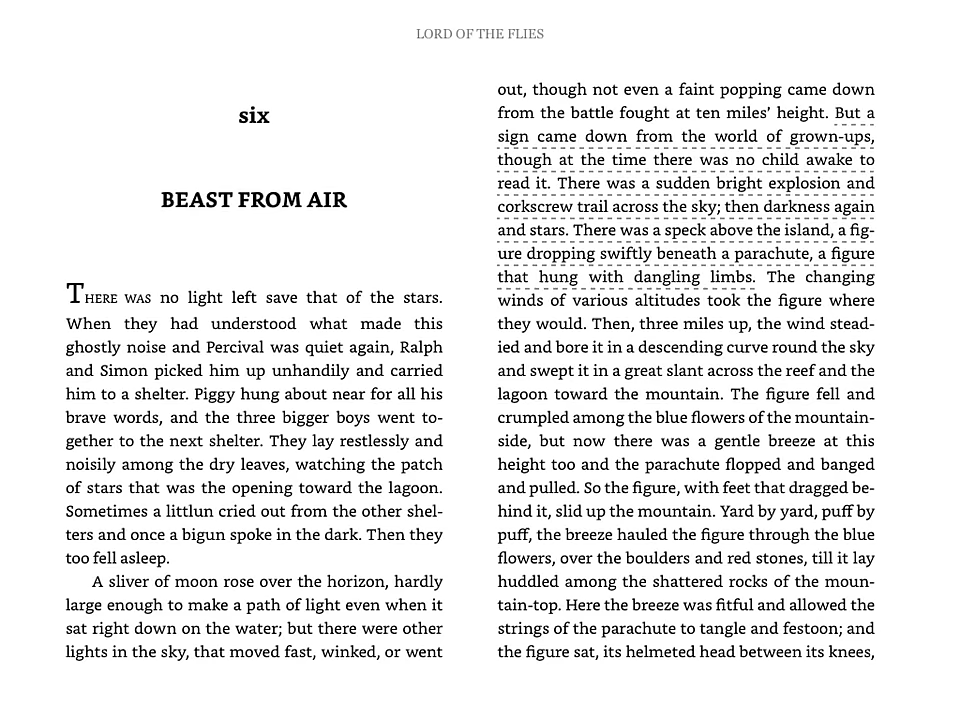 LORD OF THE FLIES
six
BEAST FROM AIR
THERE WAS no light left save that of the stars.
When they had understood what made this
ghostly noise and Percival was quiet again, Ralph
and Simon picked him up unhandily and carried
him to a shelter. Piggy hung about near for all his
brave words, and the three bigger boys went to-
gether to the next shelter. They lay restlessly and
noisily among the dry leaves, watching the patch
of stars that was the opening toward the lagoon.
Sometimes a littlun cried out from the other shel-
ters and once a bigun spoke in the dark. Then they
too fell asleep.
A sliver of moon rose over the horizon, hardly
large enough to make a path of light even when it
sat right down on the water; but there were other
lights in the sky, that moved fast, winked, or went
out, though not even a faint popping came down
from the battle fought at ten miles’ height. But a
sign came down from the world of grown-ups,
though at the time there was no child awake to
read it. There was a sudden bright explosion and
corkscrew trail across the sky; then darkness again
and stars. There was a speck above the island, a fig-
ure dropping swiftly beneath a parachute, a figure
that hung with dangling limbs. The changing
winds of various altitudes took the figure where
they would. Then, three miles up, the wind stead-
ied and bore it in a descending curve round the sky
and swept it in a great slant across the reef and the
lagoon toward the mountain. The figure fell and
crumpled among the blue flowers of the mountain-
side, but now there was a gentle breeze at this
height too and the parachute flopped and banged
and pulled. So the figure, with feet that dragged be-
hind it, slid up the mountain. Yard by yard, puff by
puff, the breeze hauled the figure through the blue
flowers, over the boulders and red stones, till it lay
huddled among the shattered rocks of the moun-
tain-top. Here the breeze was fitful and allowed the
strings of the parachute to tangle and festoon; and
the figure sat, its helmeted head between its knees,